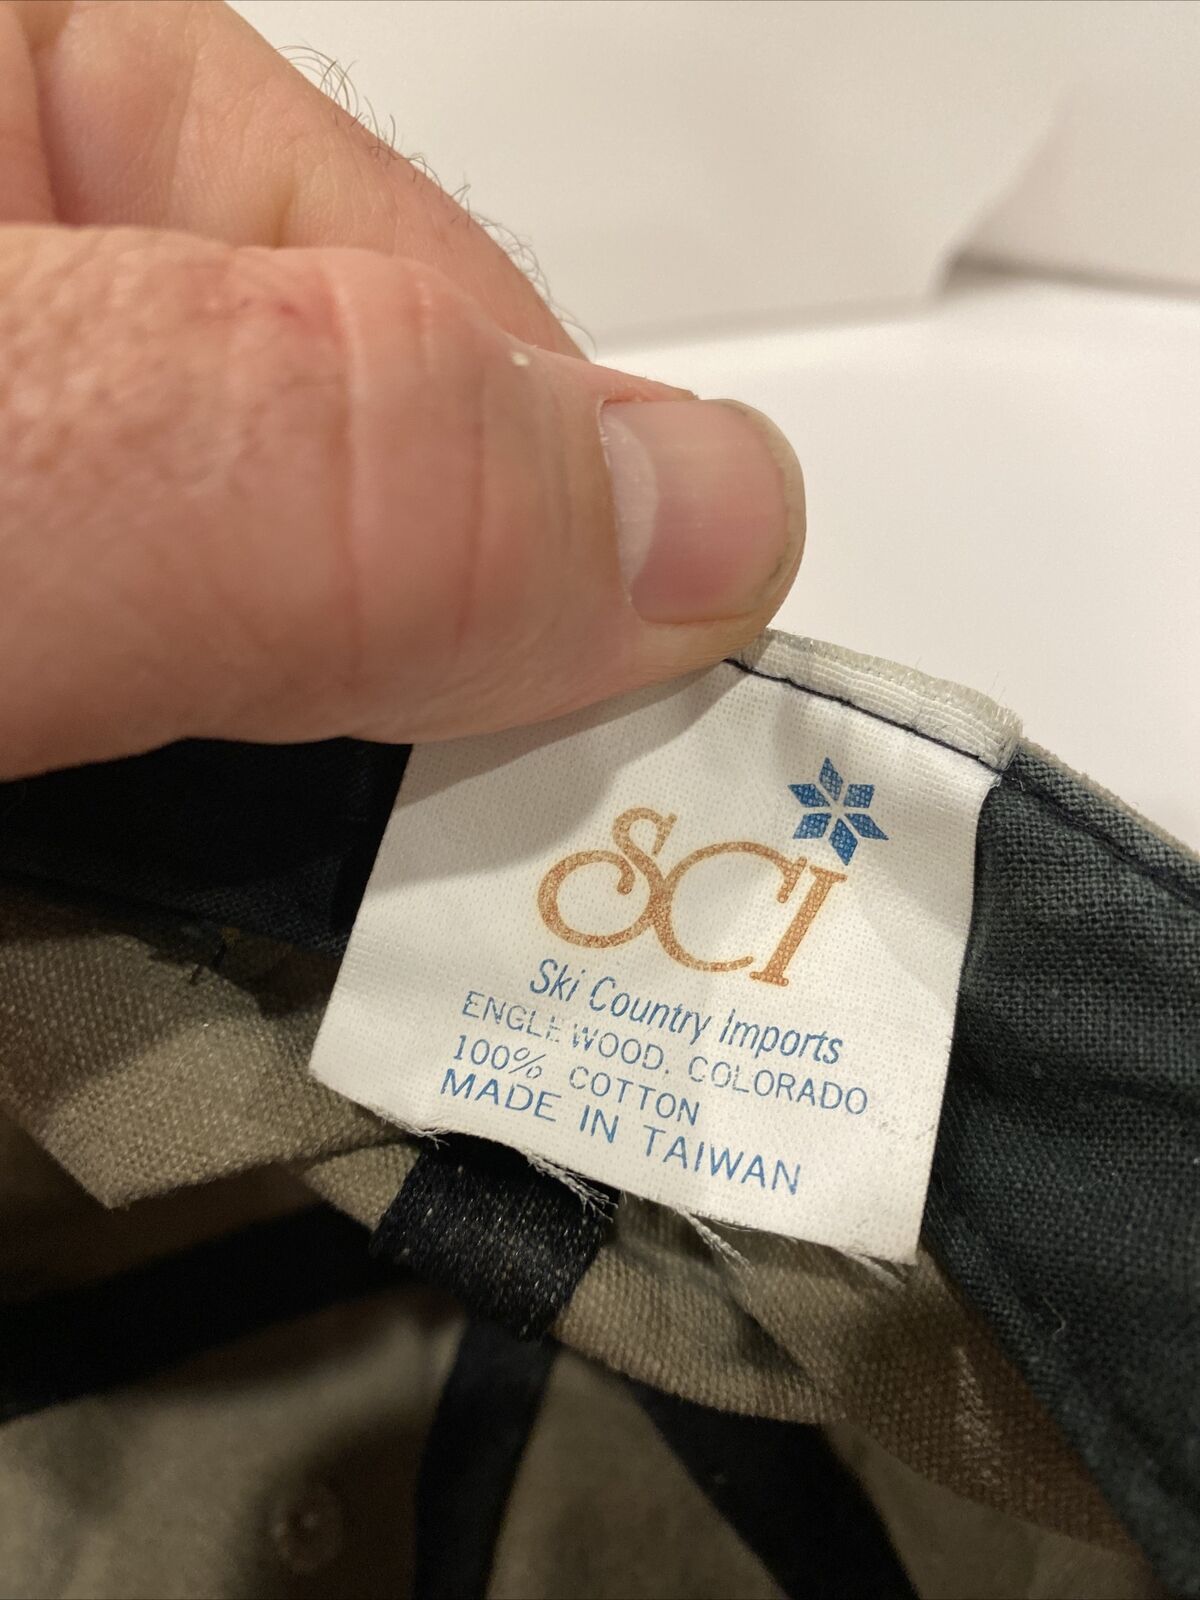 SCI
Ski Country Imports
ENGLEWOOD, COLORADO
100% COTTON
MADE IN TAIWAN